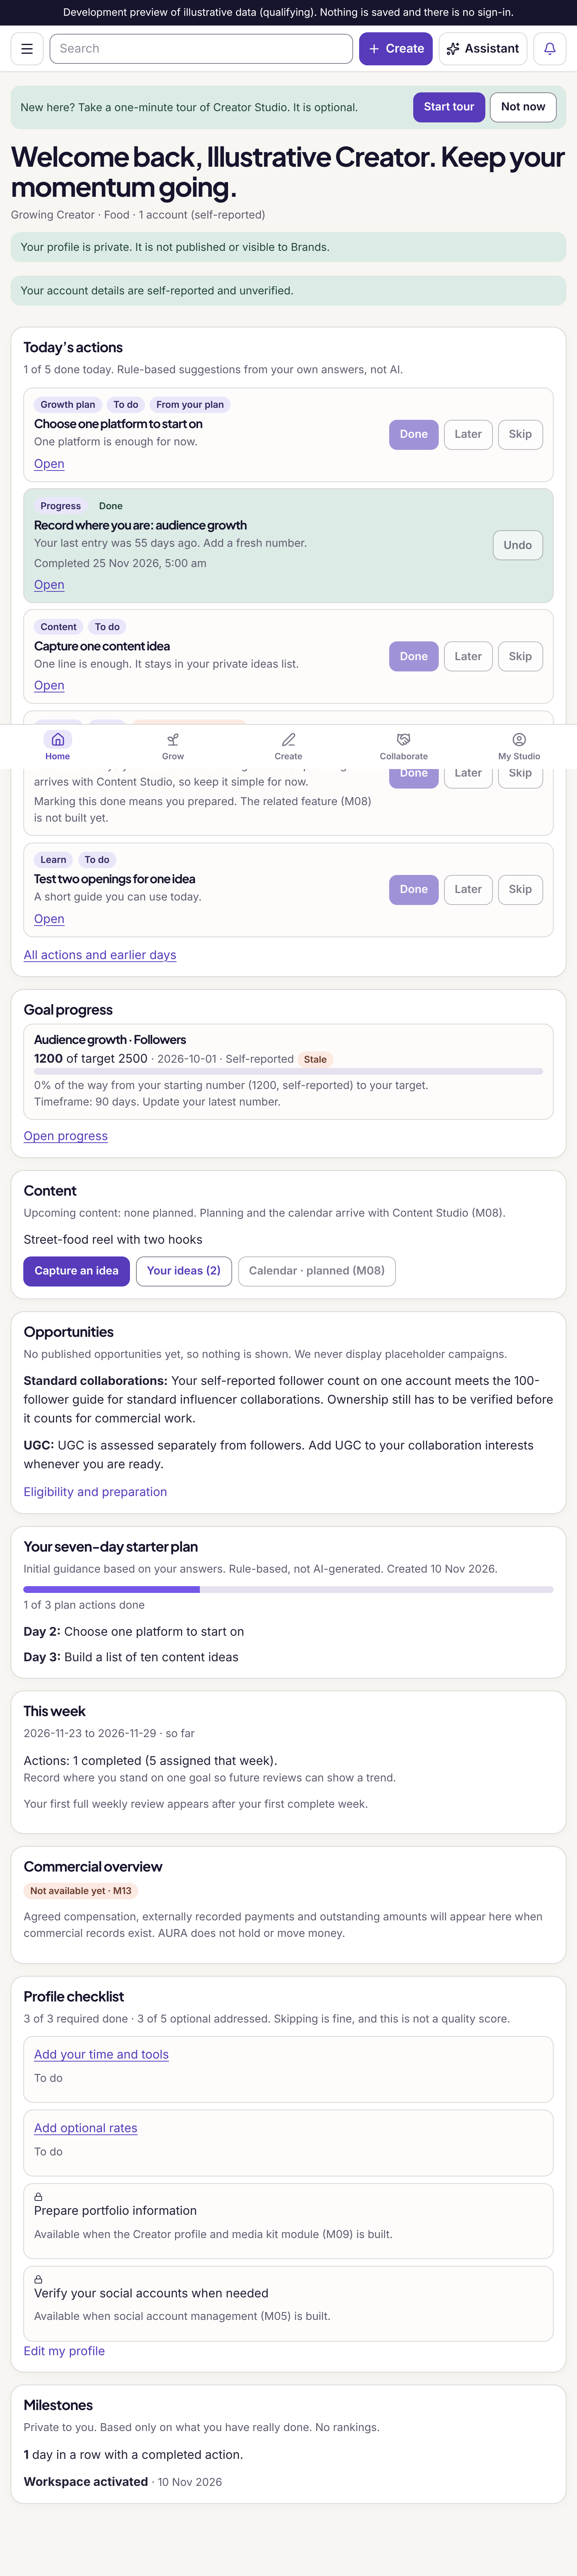 Development preview of illustrative data (qualifying). Nothing is saved and there is no sign-in.
Search
Create
Assistant
New here? Take a one-minute tour of Creator Studio. It is optional.
Start tour
Not now
Welcome back, Illustrative Creator. Keep your
momentum going.
Growing Creator · Food · 1 account (self-reported)
Your profile is private. It is not published or visible to Brands.
Your account details are self-reported and unverified.
Today’s actions
1 of 5 done today. Rule-based suggestions from your own answers, not AI.
Growth plan To do From your plan
Choose one platform to start on
One platform is enough for now.
Open
Done Later Skip
Progress Done
Record where you are: audience growth
Your last entry was 55 days ago. Add a fresh number.
Completed 25 Nov 2026, 5:00 am
Open
Undo
Content To do
Capture one content idea
One line is enough. It stays in your private ideas list.
Open
Done Later Skip
Home
Grow
Create
Collaborate
My Studio
arrives with Content Studio, so keep it simple for now.
Marking this done means you prepared. The related feature (M08)
is not built yet.
Done Later Skip
Learn To do
Test two openings for one idea
A short guide you can use today.
Open
Done Later Skip
All actions and earlier days
Goal progress
Audience growth · Followers
1200 of target 2500 · 2026-10-01 · Self-reported Stale
0% of the way from your starting number (1200, self-reported) to your target.
Timeframe: 90 days. Update your latest number.
Open progress
Content
Upcoming content: none planned. Planning and the calendar arrive with Content Studio (M08).
Street-food reel with two hooks
Capture an idea
Your ideas (2)
Calendar · planned (M08)
Opportunities
No published opportunities yet, so nothing is shown. We never display placeholder campaigns.
Standard collaborations: Your self-reported follower count on one account meets the 100-
follower guide for standard influencer collaborations. Ownership still has to be verified before
it counts for commercial work.
UGC: UGC is assessed separately from followers. Add UGC to your collaboration interests
whenever you are ready.
Eligibility and preparation
Your seven-day starter plan
Initial guidance based on your answers. Rule-based, not AI-generated. Created 10 Nov 2026.
1 of 3 plan actions done
Day 2: Choose one platform to start on
Day 3: Build a list of ten content ideas
This week
2026-11-23 to 2026-11-29 · so far
Actions: 1 completed (5 assigned that week).
Record where you stand on one goal so future reviews can show a trend.
Your first full weekly review appears after your first complete week.
Commercial overview
Not available yet · M13
Agreed compensation, externally recorded payments and outstanding amounts will appear here when
commercial records exist. AURA does not hold or move money.
Profile checklist
3 of 3 required done · 3 of 5 optional addressed. Skipping is fine, and this is not a quality score.
Add your time and tools
To do
Add optional rates
To do
Prepare portfolio information
Available when the Creator profile and media kit module (M09) is built.
Verify your social accounts when needed
Available when social account management (M05) is built.
Edit my profile
Milestones
Private to you. Based only on what you have really done. No rankings.
1 day in a row with a completed action.
Workspace activated · 10 Nov 2026